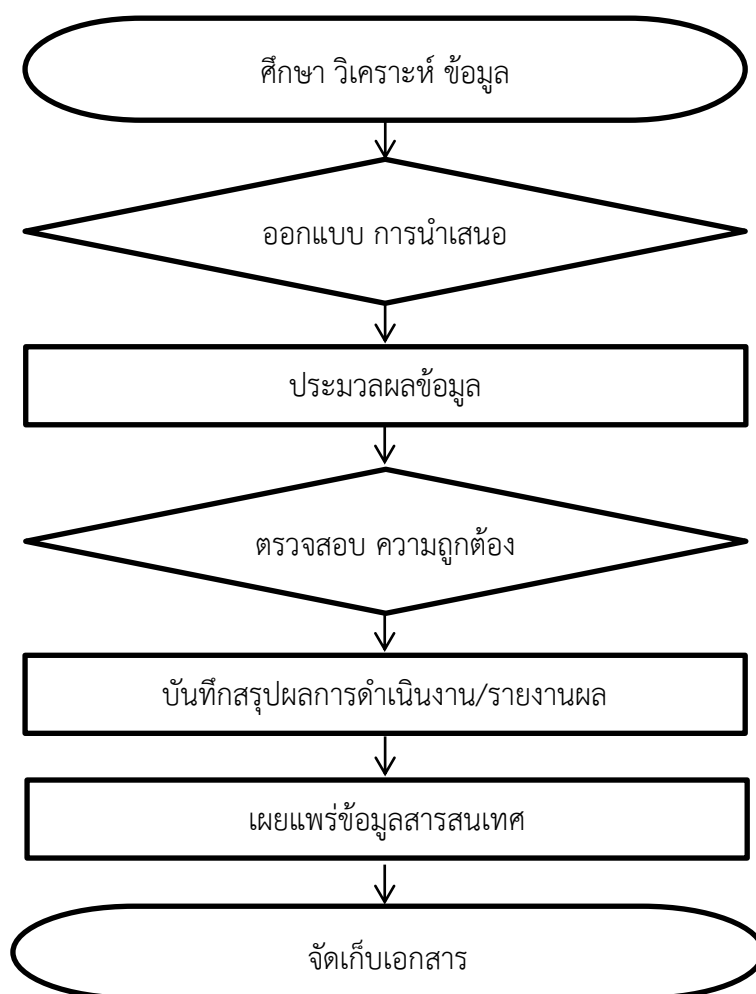 ศึกษา วิเคราะห์ ข้อมูล
ออกแบบ การนำเสนอ
ประมวลผลข้อมูล
ตรวจสอบ ความถูกต้อง
บันทึกสรุปผลการดำเนินงาน/รายงานผล
เผยแพร่ข้อมูลสารสนเทศ
จัดเก็บเอกสาร